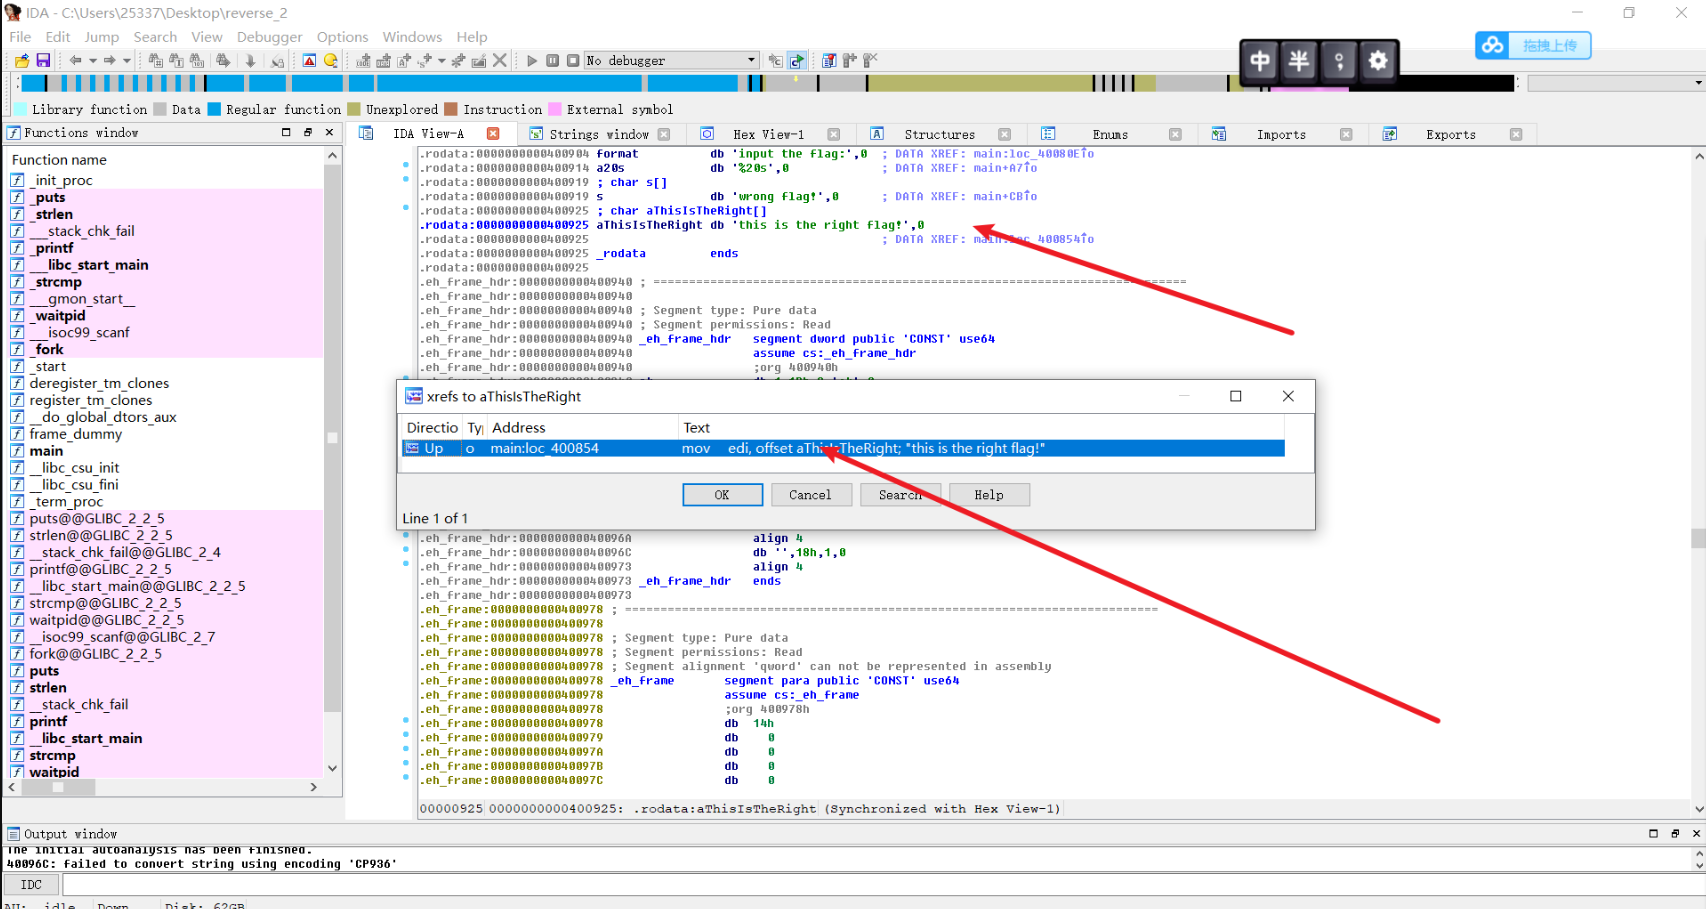 IDA - C:\Users\25337\Desktop\reverse_2
File Edit Jump Search View Debugger Options Windows Help
No debugger
中 半 ；
拖拽上传
Library function Data Regular function Unexplored Instruction External symbol
Functions window
IDA View-A Strings window Hex View-1 Structures Enums Imports Exports
Function name
_init_proc
_puts
_strlen
___stack_chk_fail
_printf
___libc_start_main
_strcmp
___gmon_start__
_waitpid
___isoc99_scanf
_fork
_start
deregister_tm_clones
register_tm_clones
__do_global_dtors_aux
frame_dummy
main
__libc_csu_init
__libc_csu_fini
_term_proc
puts@@GLIBC_2_2_5
strlen@@GLIBC_2_2_5
__stack_chk_fail@@GLIBC_2_4
printf@@GLIBC_2_2_5
__libc_start_main@@GLIBC_2_2_5
strcmp@@GLIBC_2_2_5
waitpid@@GLIBC_2_2_5
__isoc99_scanf@@GLIBC_2_7
fork@@GLIBC_2_2_5
puts
strlen
__stack_chk_fail
printf
__libc_start_main
strcmp
waitpid
.rodata:0000000000400904 format db 'input the flag:',0 ; DATA XREF: main:loc_40080E↑o
.rodata:0000000000400914 a20s db '%20s',0 ; DATA XREF: main+A7↑o
.rodata:0000000000400919 ; char s[]
.rodata:0000000000400919 s db 'wrong flag!',0 ; DATA XREF: main+CB↑o
.rodata:0000000000400925 ; char aThisIsTheRight[]
.rodata:0000000000400925 aThisIsTheRight db 'this is the right flag!',0
.rodata:0000000000400925 ; DATA XREF: main:loc_400854↑o
.rodata:0000000000400925 _rodata ends
.rodata:0000000000400925
.eh_frame_hdr:0000000000400940 ; ===========================================================================
.eh_frame_hdr:0000000000400940
.eh_frame_hdr:0000000000400940 ; Segment type: Pure data
.eh_frame_hdr:0000000000400940 ; Segment permissions: Read
.eh_frame_hdr:0000000000400940 _eh_frame_hdr segment dword public 'CONST' use64
.eh_frame_hdr:0000000000400940 assume cs:_eh_frame_hdr
.eh_frame_hdr:0000000000400940 ;org 400940h
xrefs to aThisIsTheRight
Directio Ty Address Text
Up o main:loc_400854 mov edi, offset aThisIsTheRight; "this is the right flag!"
OK Cancel Search Help
Line 1 of 1
.eh_frame_hdr:000000000040096A align 4
.eh_frame_hdr:000000000040096C db '',18h,1,0
.eh_frame_hdr:0000000000400973 align 4
.eh_frame_hdr:0000000000400973 _eh_frame_hdr ends
.eh_frame_hdr:0000000000400973
.eh_frame:0000000000400978 ; ===========================================================================
.eh_frame:0000000000400978
.eh_frame:0000000000400978 ; Segment type: Pure data
.eh_frame:0000000000400978 ; Segment permissions: Read
.eh_frame:0000000000400978 ; Segment alignment 'qword' can not be represented in assembly
.eh_frame:0000000000400978 _eh_frame segment para public 'CONST' use64
.eh_frame:0000000000400978 assume cs:_eh_frame
.eh_frame:0000000000400978 ;org 400978h
.eh_frame:0000000000400978 db 14h
.eh_frame:0000000000400979 db 0
.eh_frame:000000000040097A db 0
.eh_frame:000000000040097B db 0
.eh_frame:000000000040097C db 0
00000925 0000000000400925: .rodata:aThisIsTheRight (Synchronized with Hex View-1)
Output window
The initial autoanalysis has been finished.
40096C: failed to convert string using encoding 'CP936'
IDC
AU: idle Down Disk: 62GB